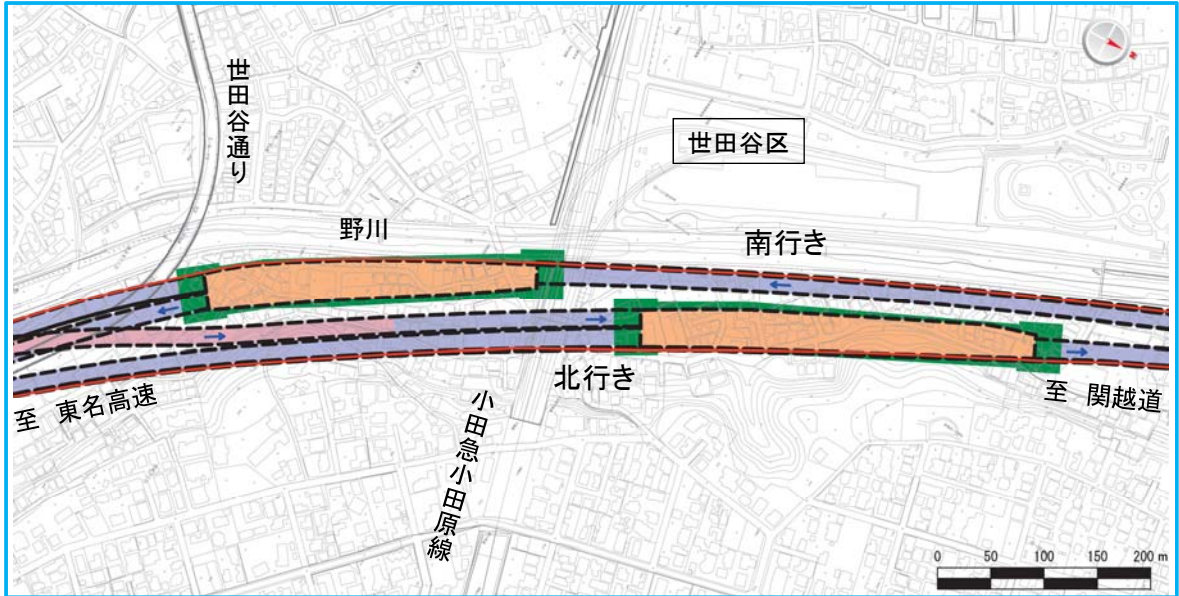 世田谷通り
世田谷区
野川
南行き
北行き
至 東名高速
小田急小田原線
至 関越道
0 50 100 150 200 m